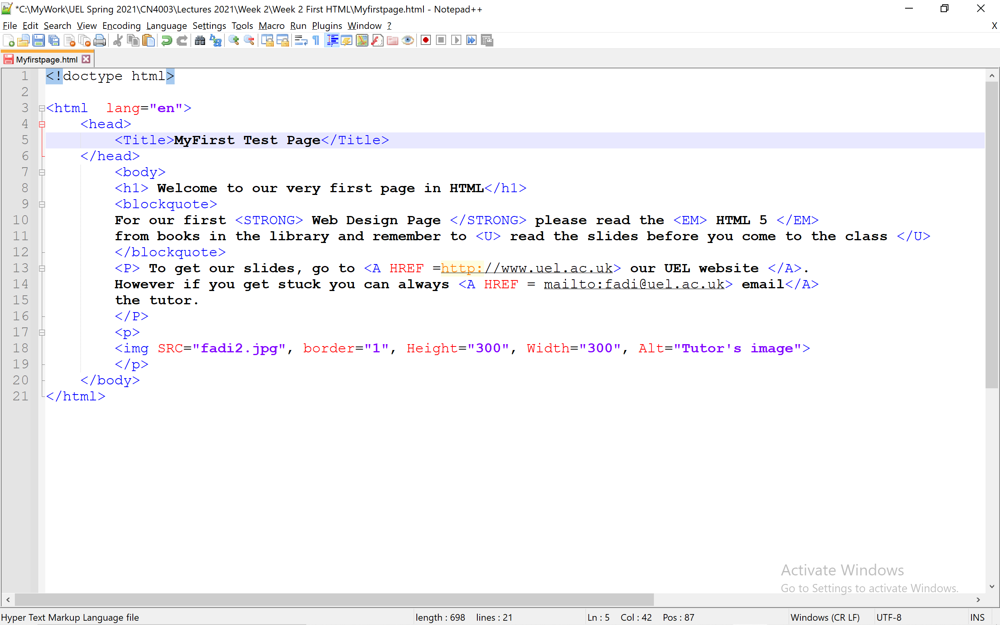 *C:\MyWork\UEL Spring 2021\CN4003\Lectures 2021\Week 2\Week 2 First HTML\Myfirstpage.html - Notepad++
File Edit Search View Encoding Language Settings Tools Macro Run Plugins Window ? X
Myfirstpage.html
1 <!doctype html>
2
3 <html  lang="en">
4 <head>
5 <Title>MyFirst Test Page</Title>
6 </head>
7 <body>
8 <h1> Welcome to our very first page in HTML</h1>
9 <blockquote>
10 For our first <STRONG> Web Design Page </STRONG> please read the <EM> HTML 5 </EM>
11 from books in the library and remember to <U> read the slides before you come to the class </U>
12 </blockquote>
13 <P> To get our slides, go to <A HREF =http://www.uel.ac.uk> our UEL website </A>.
14 However if you get stuck you can always <A HREF = mailto:fadi@uel.ac.uk> email</A>
15 the tutor.
16 </P>
17 <p>
18 <img SRC="fadi2.jpg", border="1", Height="300", Width="300", Alt="Tutor's image">
19 </p>
20 </body>
21 </html>
Activate Windows
Go to Settings to activate Windows.
Hyper Text Markup Language file length : 698 lines : 21 Ln : 5 Col : 42 Pos : 87 Windows (CR LF) UTF-8 INS